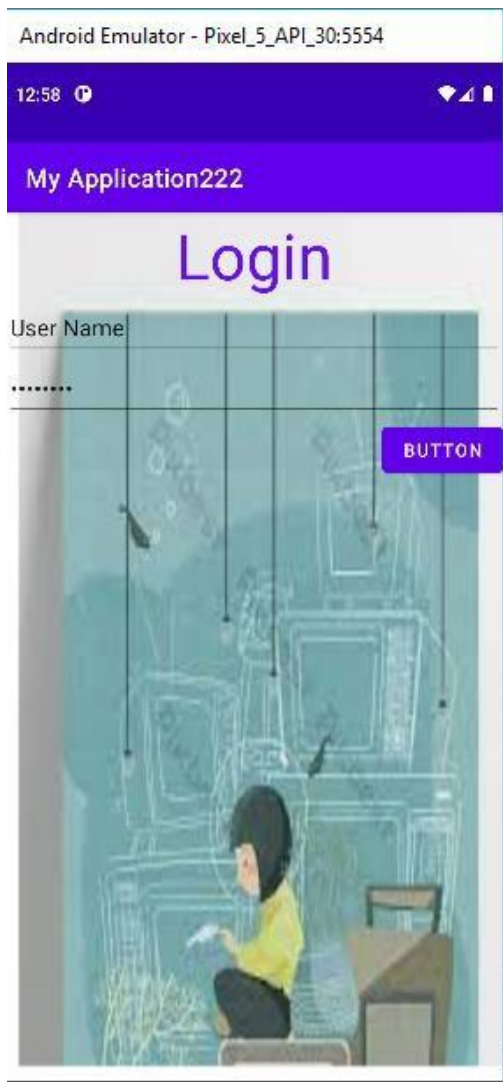 Android Emulator - Pixel_5_API_30:5554
12:58
My Application222
Login
User Name
••••••••
BUTTON